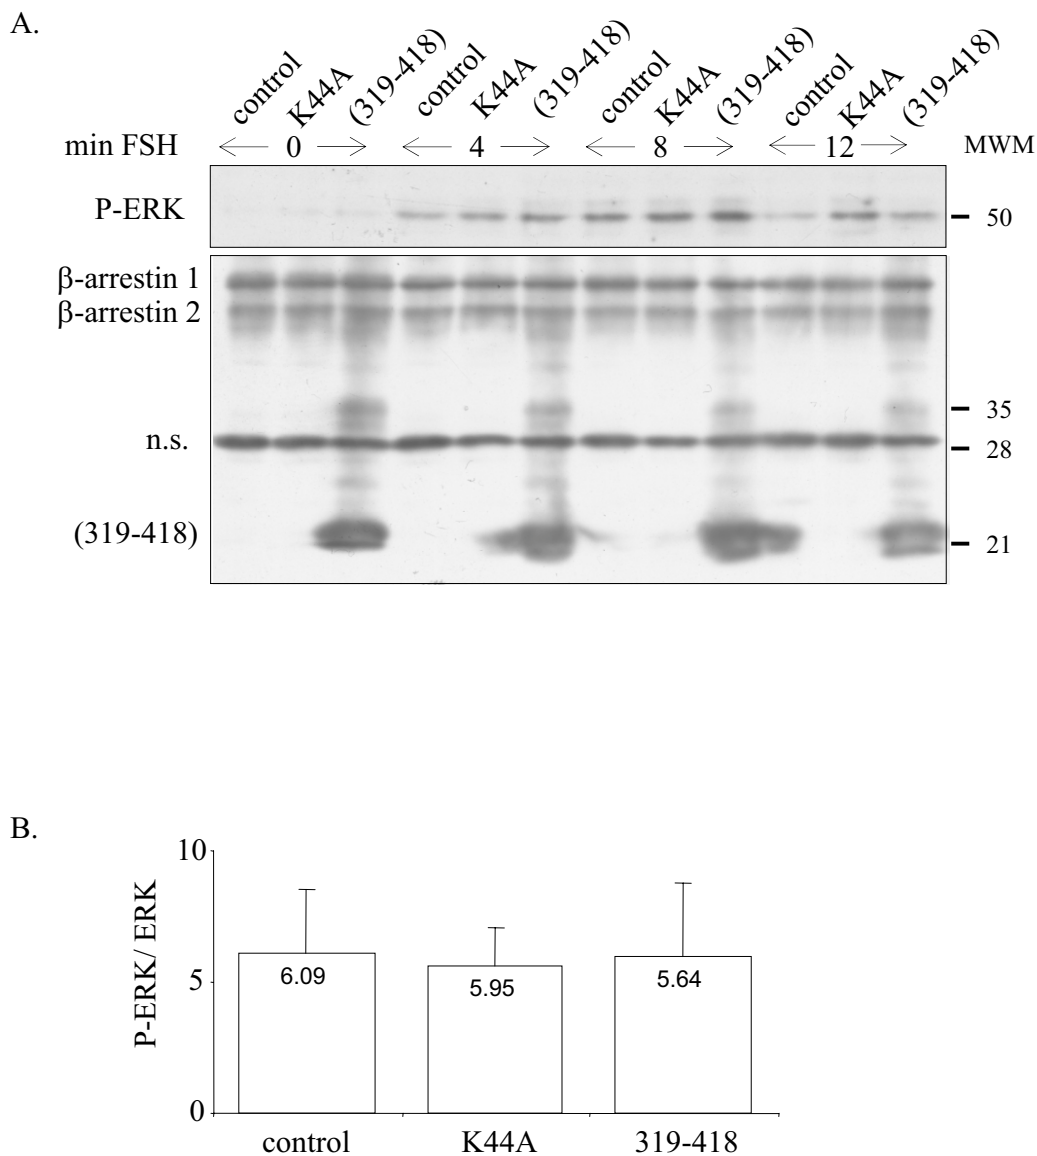 A.
control K44A (319-418) control K44A (319-418) control K44A (319-418) control K44A (319-418)
min FSH 0 4 8 12 MWM
P-ERK 50
β-arrestin 1
β-arrestin 2
35
n.s. 28
(319-418) 21
B.
10
P-ERK/ ERK
6.09 5.95 5.64
5
0
control K44A 319-418